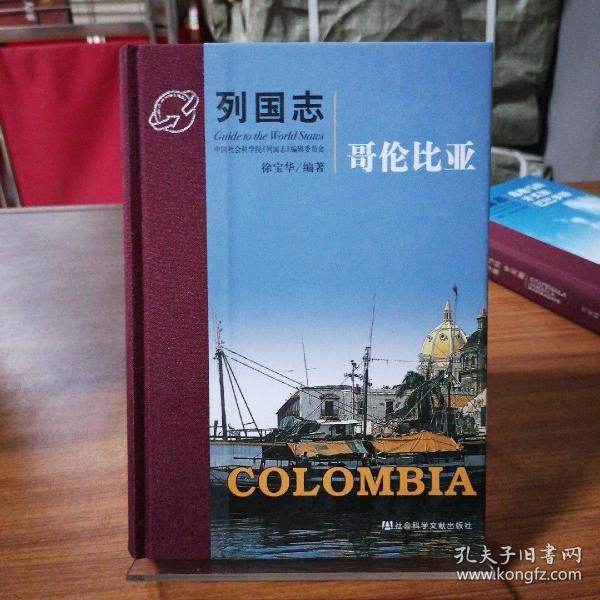 列国志
Guide to the World States
中国社会科学院《列国志》编辑委员会
徐宝华/编著
哥伦比亚
COLOMBIA
社会科学文献出版社
孔夫子旧书网
www.kongfz.com